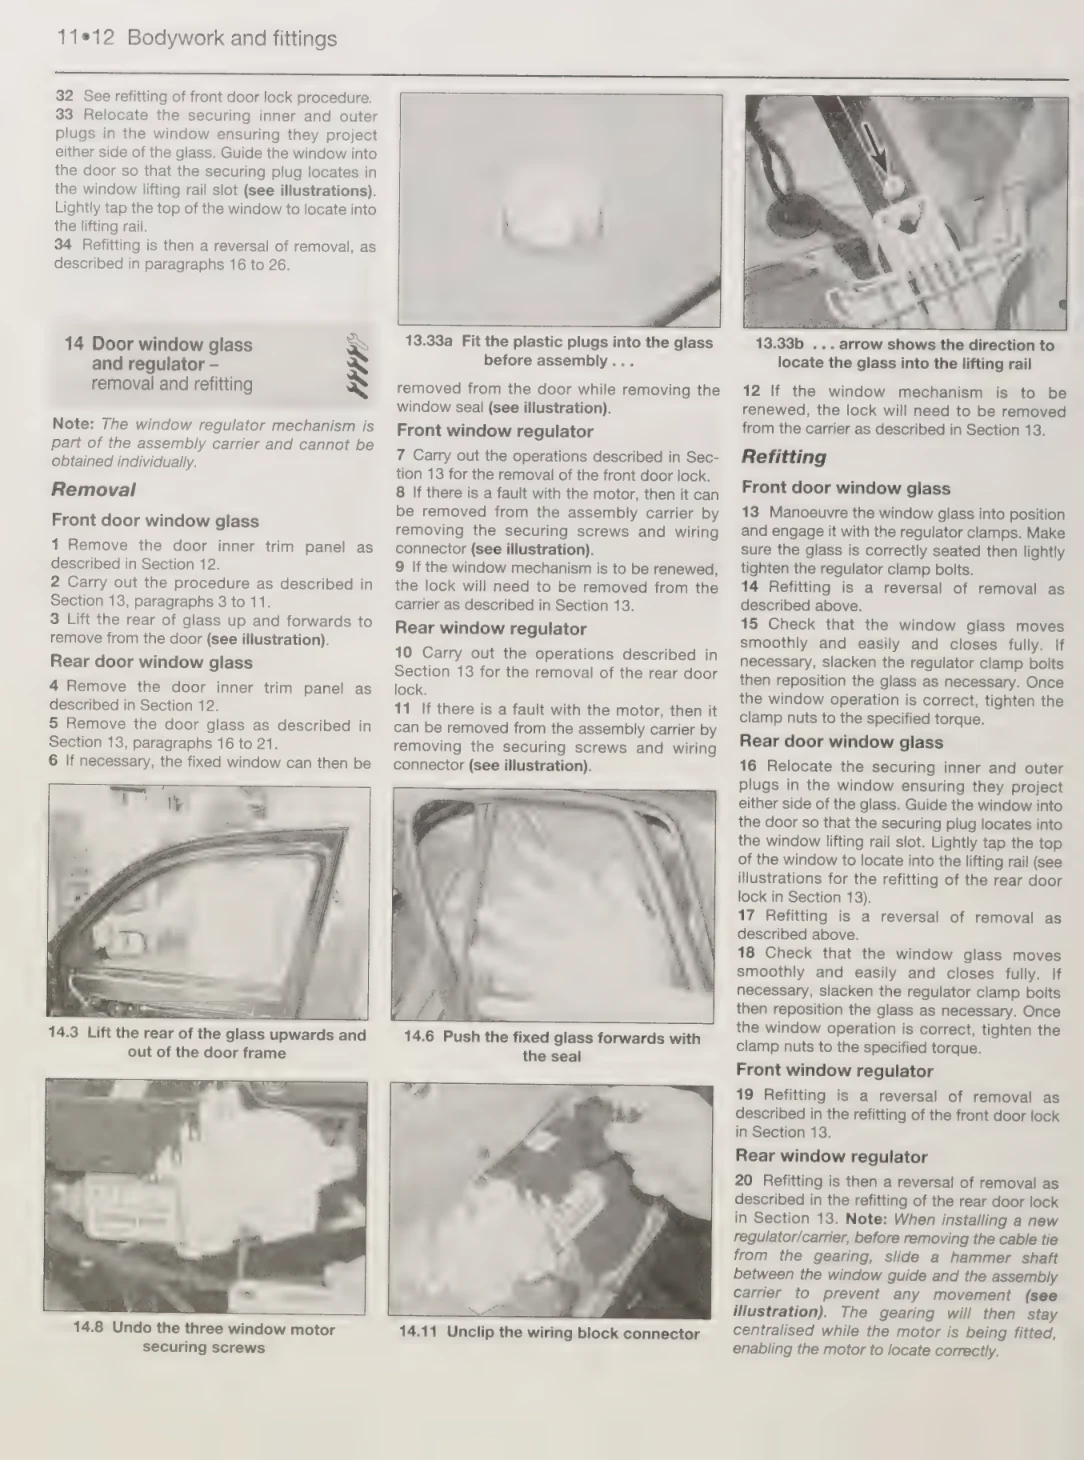 11•12 Bodywork and fittings
32 See refitting of front door lock procedure.
33 Relocate the securing inner and outer
plugs in the window ensuring they project
either side of the glass. Guide the window into
the door so that the securing plug locates in
the window lifting rail slot (see illustrations).
Lightly tap the top of the window to locate into
the lifting rail.
34 Refitting is then a reversal of removal, as
described in paragraphs 16 to 26.
14 Door window glass
and regulator –
removal and refitting
Note: The window regulator mechanism is
part of the assembly carrier and cannot be
obtained individually.
Removal
Front door window glass
1 Remove the door inner trim panel as
described in Section 12.
2 Carry out the procedure as described in
Section 13, paragraphs 3 to 11.
3 Lift the rear of glass up and forwards to
remove from the door (see illustration).
Rear door window glass
4 Remove the door inner trim panel as
described in Section 12.
5 Remove the door glass as described in
Section 13, paragraphs 16 to 21.
6 If necessary, the fixed window can then be
14.3 Lift the rear of the glass upwards and
out of the door frame
14.8 Undo the three window motor
securing screws
13.33a Fit the plastic plugs into the glass
before assembly . . .
removed from the door while removing the
window seal (see illustration).
Front window regulator
7 Carry out the operations described in Sec-
tion 13 for the removal of the front door lock.
8 If there is a fault with the motor, then it can
be removed from the assembly carrier by
removing the securing screws and wiring
connector (see illustration).
9 If the window mechanism is to be renewed,
the lock will need to be removed from the
carrier as described in Section 13.
Rear window regulator
10 Carry out the operations described in
Section 13 for the removal of the rear door
lock.
11 If there is a fault with the motor, then it
can be removed from the assembly carrier by
removing the securing screws and wiring
connector (see illustration).
14.6 Push the fixed glass forwards with
the seal
14.11 Unclip the wiring block connector
13.33b . . . arrow shows the direction to
locate the glass into the lifting rail
12 If the window mechanism is to be
renewed, the lock will need to be removed
from the carrier as described in Section 13.
Refitting
Front door window glass
13 Manoeuvre the window glass into position
and engage it with the regulator clamps. Make
sure the glass is correctly seated then lightly
tighten the regulator clamp bolts.
14 Refitting is a reversal of removal as
described above.
15 Check that the window glass moves
smoothly and easily and closes fully. If
necessary, slacken the regulator clamp bolts
then reposition the glass as necessary. Once
the window operation is correct, tighten the
clamp nuts to the specified torque.
Rear door window glass
16 Relocate the securing inner and outer
plugs in the window ensuring they project
either side of the glass. Guide the window into
the door so that the securing plug locates into
the window lifting rail slot. Lightly tap the top
of the window to locate into the lifting rail (see
illustrations for the refitting of the rear door
lock in Section 13).
17 Refitting is a reversal of removal as
described above.
18 Check that the window glass moves
smoothly and easily and closes fully. If
necessary, slacken the regulator clamp bolts
then reposition the glass as necessary. Once
the window operation is correct, tighten the
clamp nuts to the specified torque.
Front window regulator
19 Refitting is a reversal of removal as
described in the refitting of the front door lock
in Section 13.
Rear window regulator
20 Refitting is then a reversal of removal as
described in the refitting of the rear door lock
in Section 13. Note: When installing a new
regulator/carrier, before removing the cable tie
from the gearing, slide a hammer shaft
between the window guide and the assembly
carrier to prevent any movement (see
illustration). The gearing will then stay
centralised while the motor is being fitted,
enabling the motor to locate correctly.